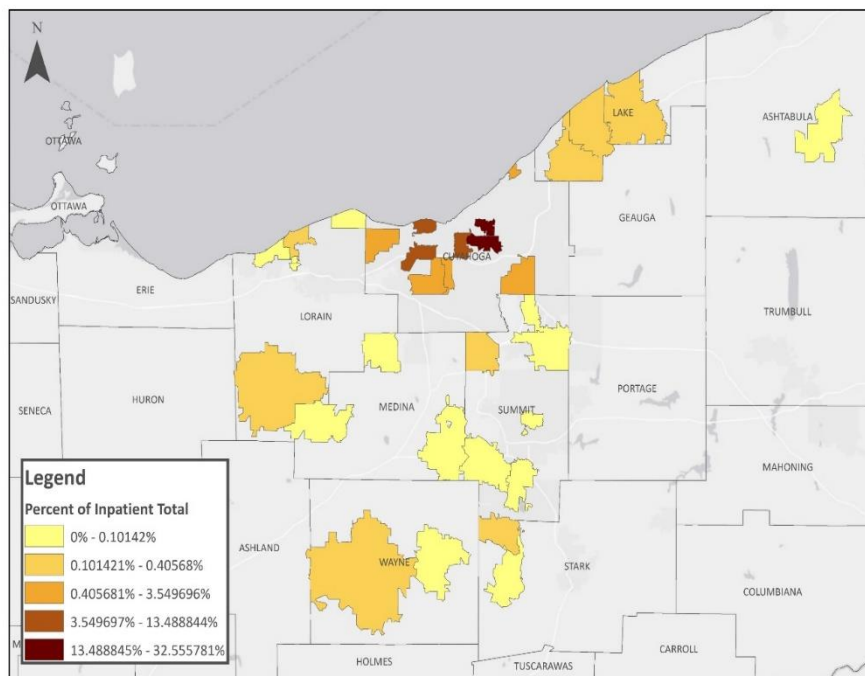 N
LAKE
ASHTABULA
OTTAWA
OTTAWA
GEAUGA
CUYAHOGA
SANDUSKY
ERIE
LORAIN
TRUMBULL
HURON
SENECA
MEDINA
SUMMIT
PORTAGE
MAHONING
Legend
Percent of Inpatient Total
0% - 0.10142%
0.101421% - 0.40568%
0.405681% - 3.549696%
3.549697% - 13.488844%
13.488845% - 32.555781%
ASHLAND
WAYNE
STARK
COLUMBIANA
HOLMES
TUSCARAWAS
CARROLL